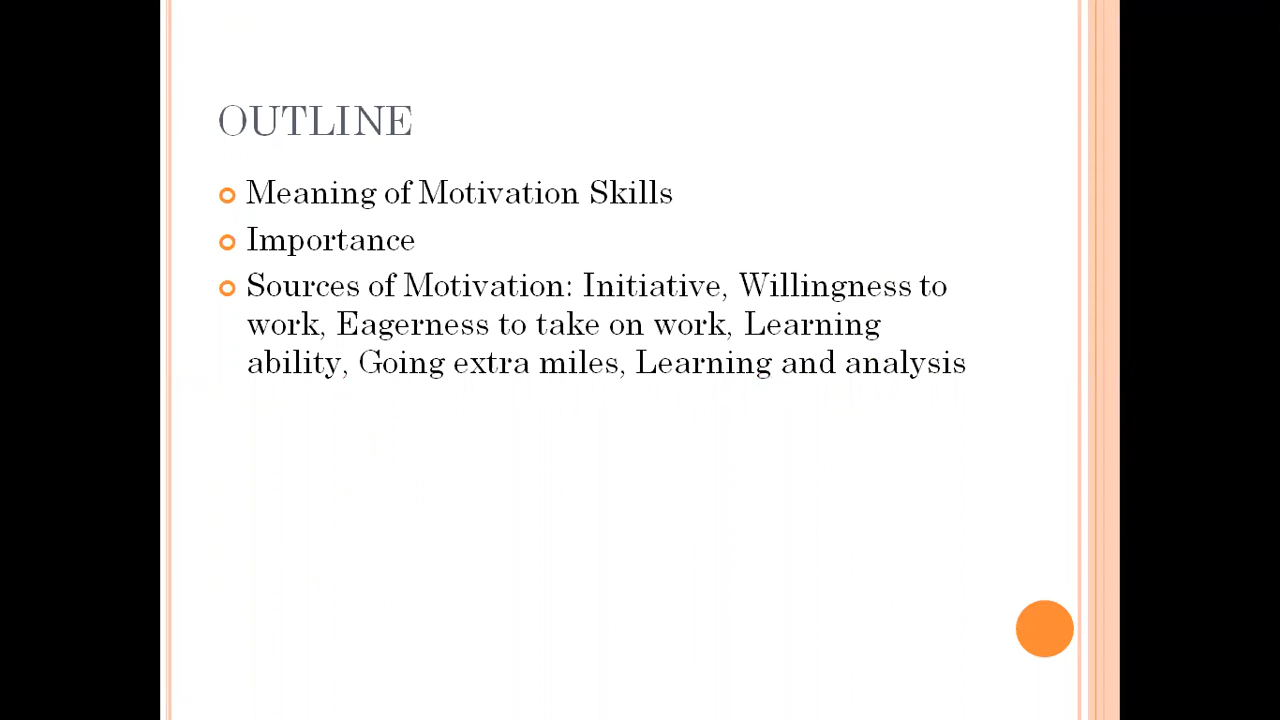 OUTLINE
Meaning of Motivation Skills
Importance
Sources of Motivation: Initiative, Willingness to
work, Eagerness to take on work, Learning
ability, Going extra miles, Learning and analysis